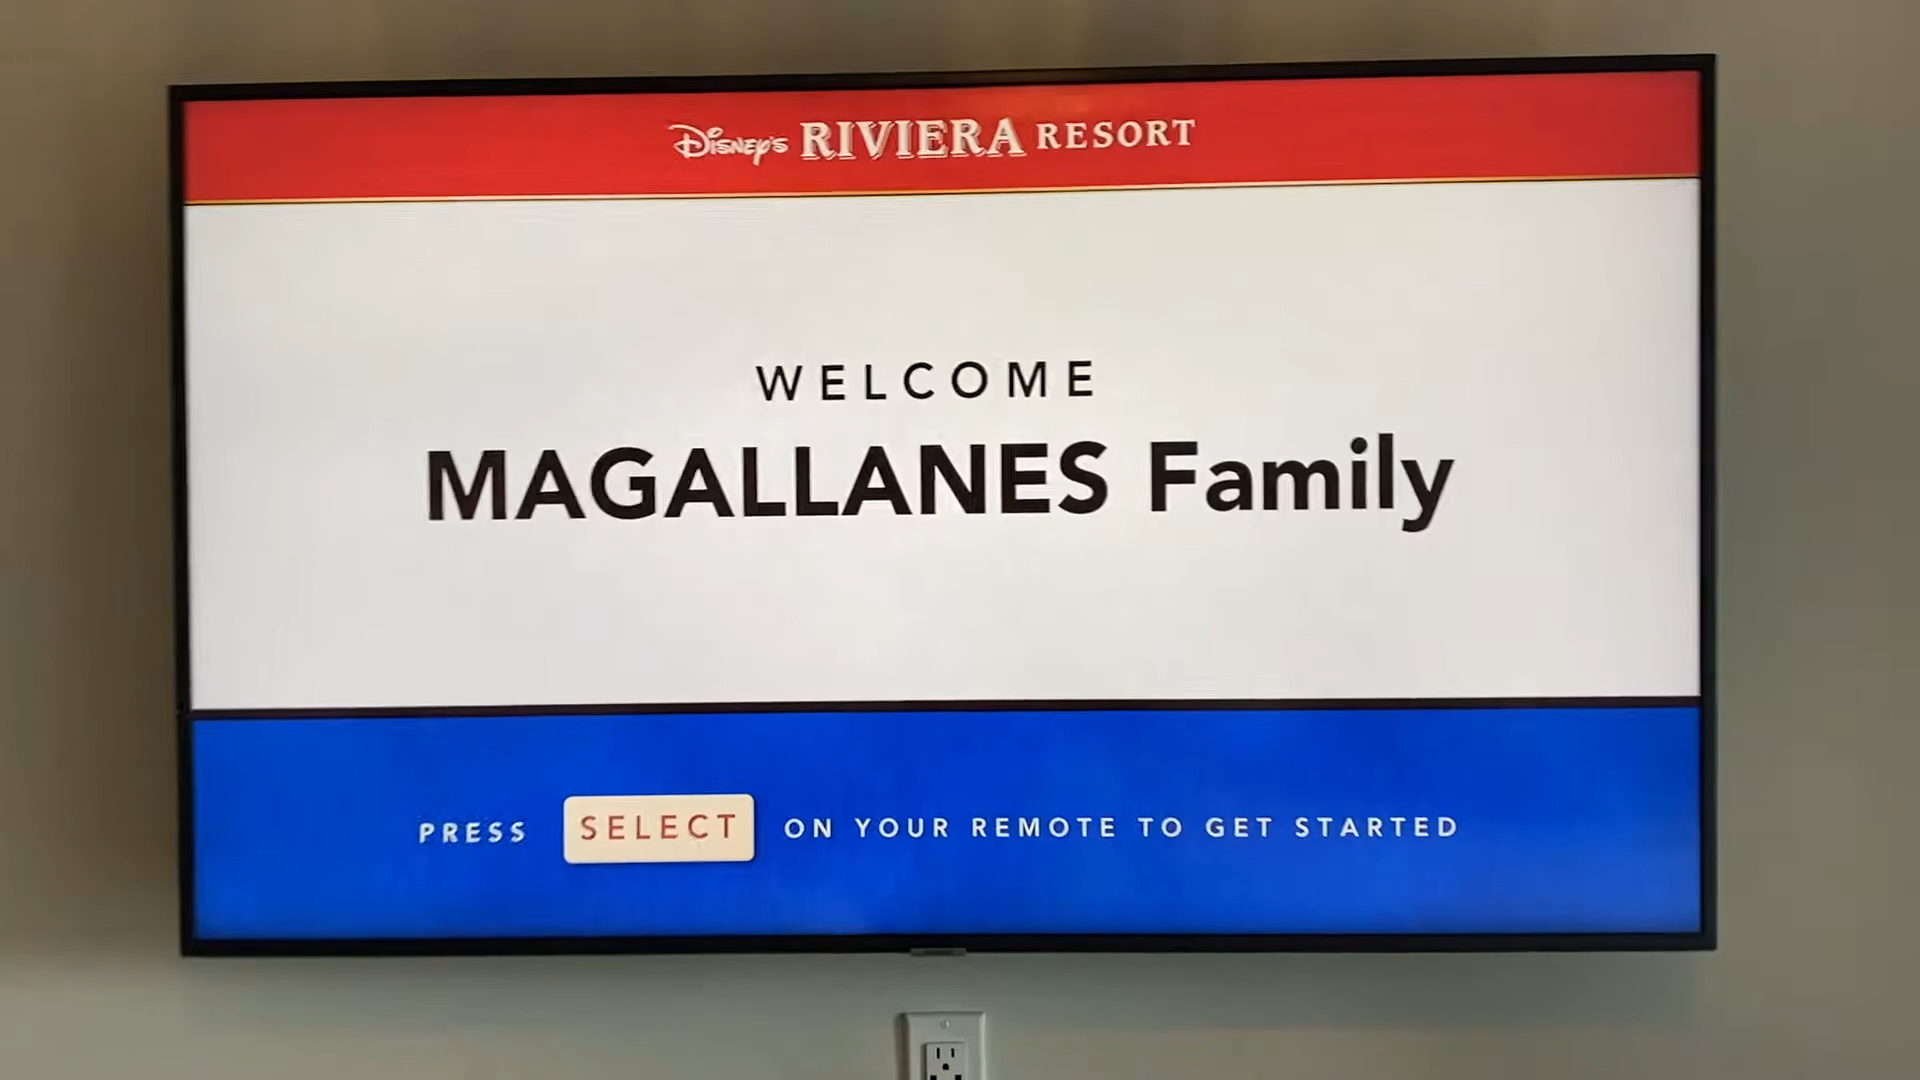 Disney's RIVIERA RESORT
WELCOME
MAGALLANES Family
PRESS SELECT ON YOUR REMOTE TO GET STARTED